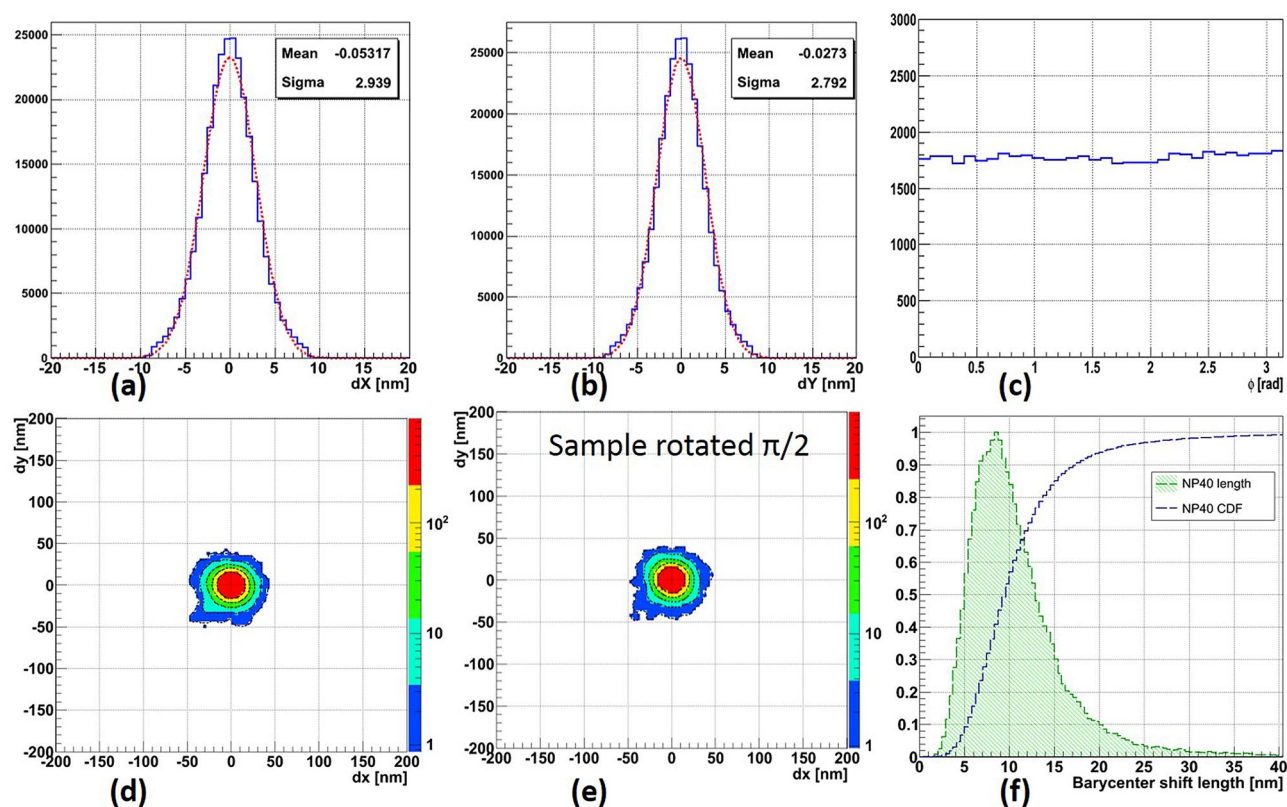 25000
20000
15000
10000
5000
0
-20 -15 -10 -5 0 5 10 15 20
dX [nm]
Mean -0.05317
Sigma 2.939
(a)
25000
20000
15000
10000
5000
0
-20 -15 -10 -5 0 5 10 15 20
dY [nm]
Mean -0.0273
Sigma 2.792
(b)
3000
2500
2000
1500
1000
500
0
0 0.5 1 1.5 2 2.5 3
ϕ [rad]
(c)
dy [nm]
200
150
100
50
0
-50
-100
-150
-200
-200 -150 -100 -50 0 50 100 150 200
dx [nm]
10²
10
1
(d)
dy [nm]
200
150
100
50
0
-50
-100
-150
-200
-200 -150 -100 -50 0 50 100 150 200
dx [nm]
Sample rotated π/2
10²
10
1
(e)
1
0.9
0.8
0.7
0.6
0.5
0.4
0.3
0.2
0.1
0
0 5 10 15 20 25 30 35 40
Barycenter shift length [nm]
NP40 length
NP40 CDF
(f)